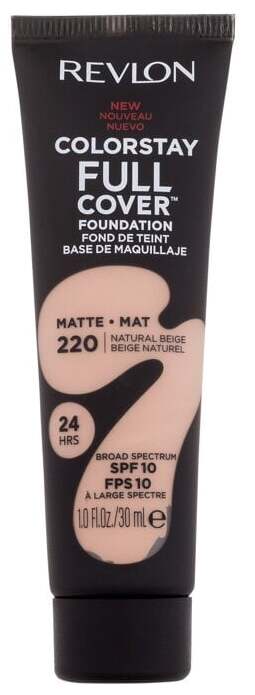 REVLON
NEW
NOUVEAU
NUEVO
COLORSTAY
FULL
COVER™
FOUNDATION
FOND DE TEINT
BASE DE MAQUILLAJE
MATTE • MAT
220 NATURAL BEIGE
BEIGE NATUREL
24
HRS
BROAD SPECTRUM
SPF 10
FPS 10
À LARGE SPECTRE
1.0 Fl.Oz./30 mL ℮